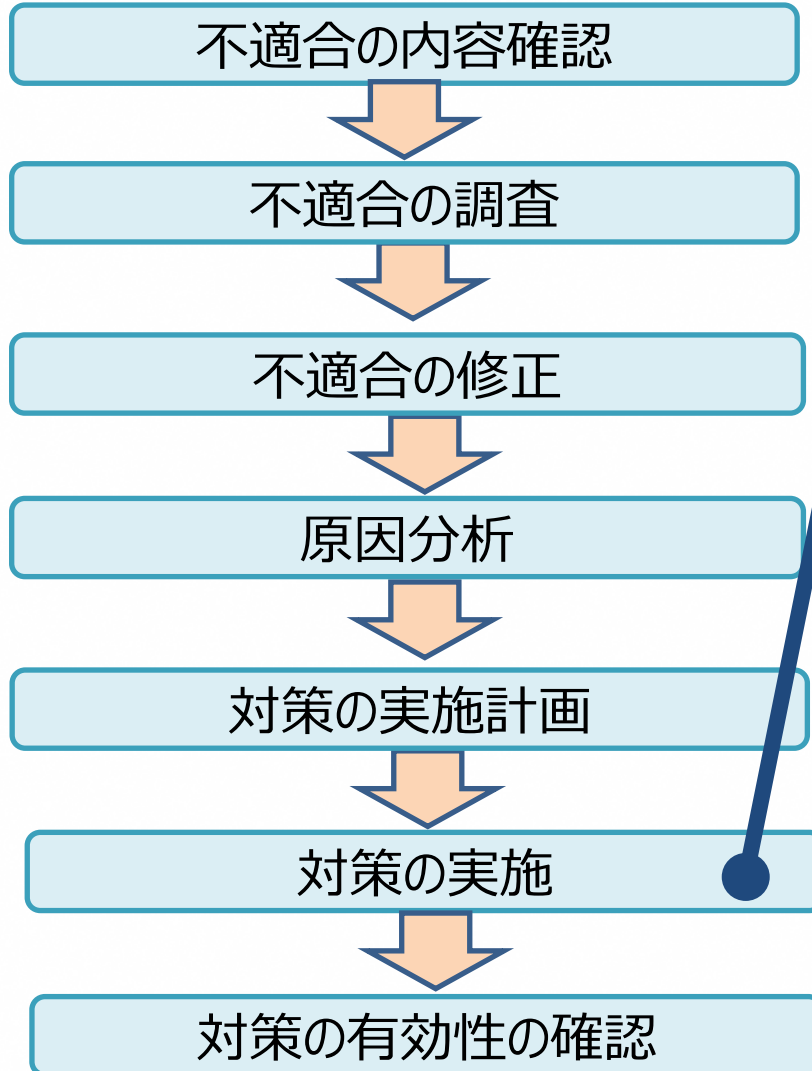 不適合の内容確認
不適合の調査
不適合の修正
原因分析
対策の実施計画
対策の実施
対策の有効性の確認